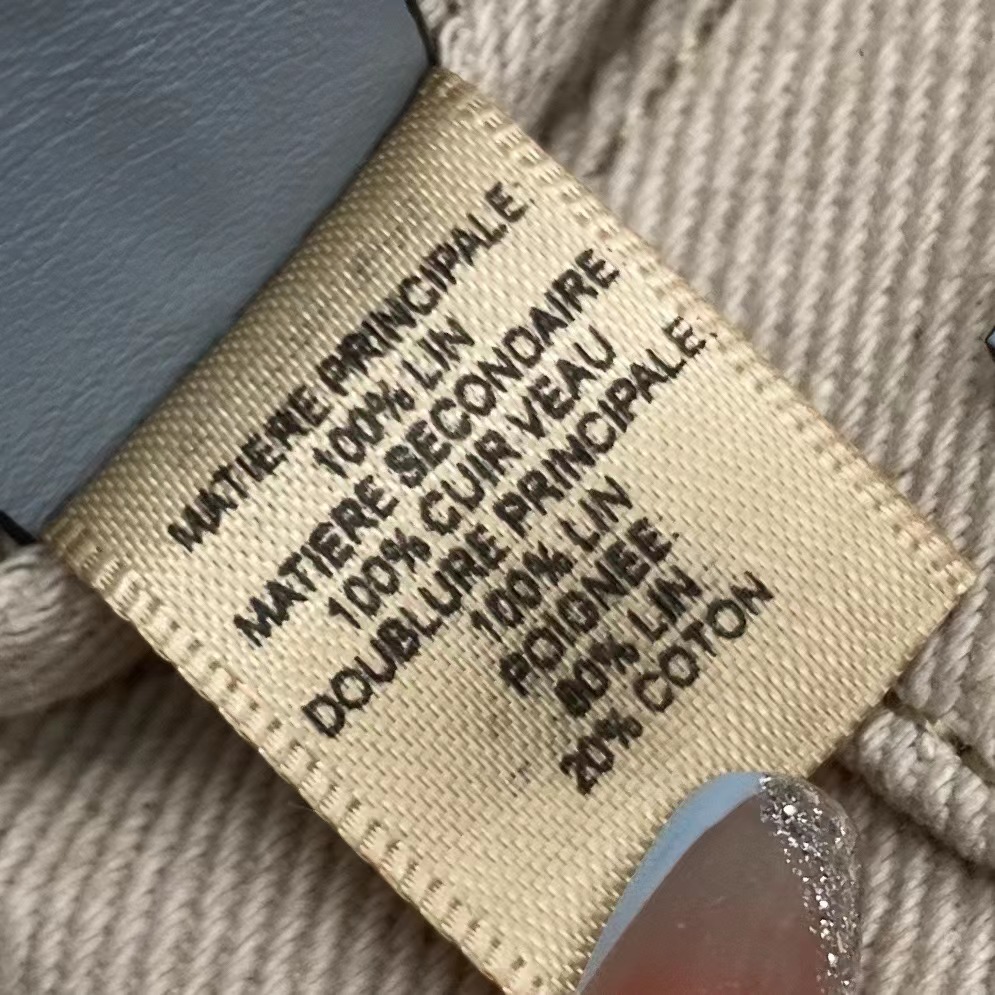 MATIERE PRINCIPALE:
100% LIN
MATIERE SECONDAIRE
100% CUIR VEAU
DOUBLURE PRINCIPALE:
100% LIN
POIGNEE:
80% LIN
20% COTON